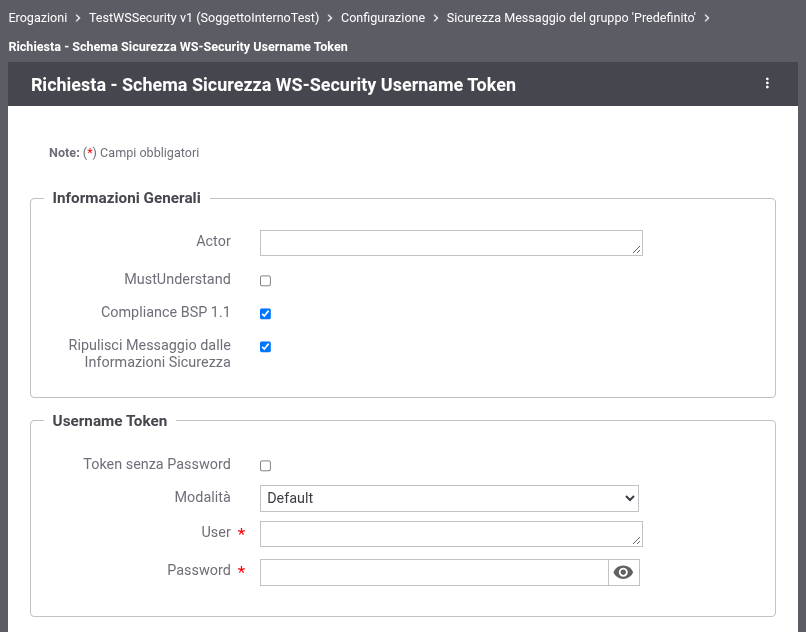 Erogazioni > TestWSSecurity v1 (SoggettoInternoTest) > Configurazione > Sicurezza Messaggio del gruppo 'Predefinito' >
Richiesta - Schema Sicurezza WS-Security Username Token
Richiesta - Schema Sicurezza WS-Security Username Token
Note: (*) Campi obbligatori
Informazioni Generali
Actor
MustUnderstand
Compliance BSP 1.1
Ripulisci Messaggio dalle
Informazioni Sicurezza
Username Token
Token senza Password
Modalità Default
User *
Password *